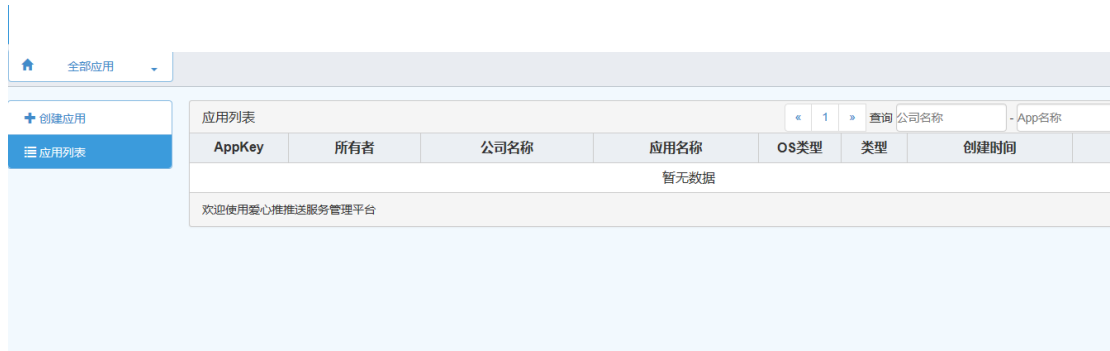 全部应用
创建应用
应用列表
应用列表 « 1 » 查询 公司名称 - App名称
AppKey 所有者 公司名称 应用名称 OS类型 类型 创建时间
暂无数据
欢迎使用爱心推推送服务管理平台